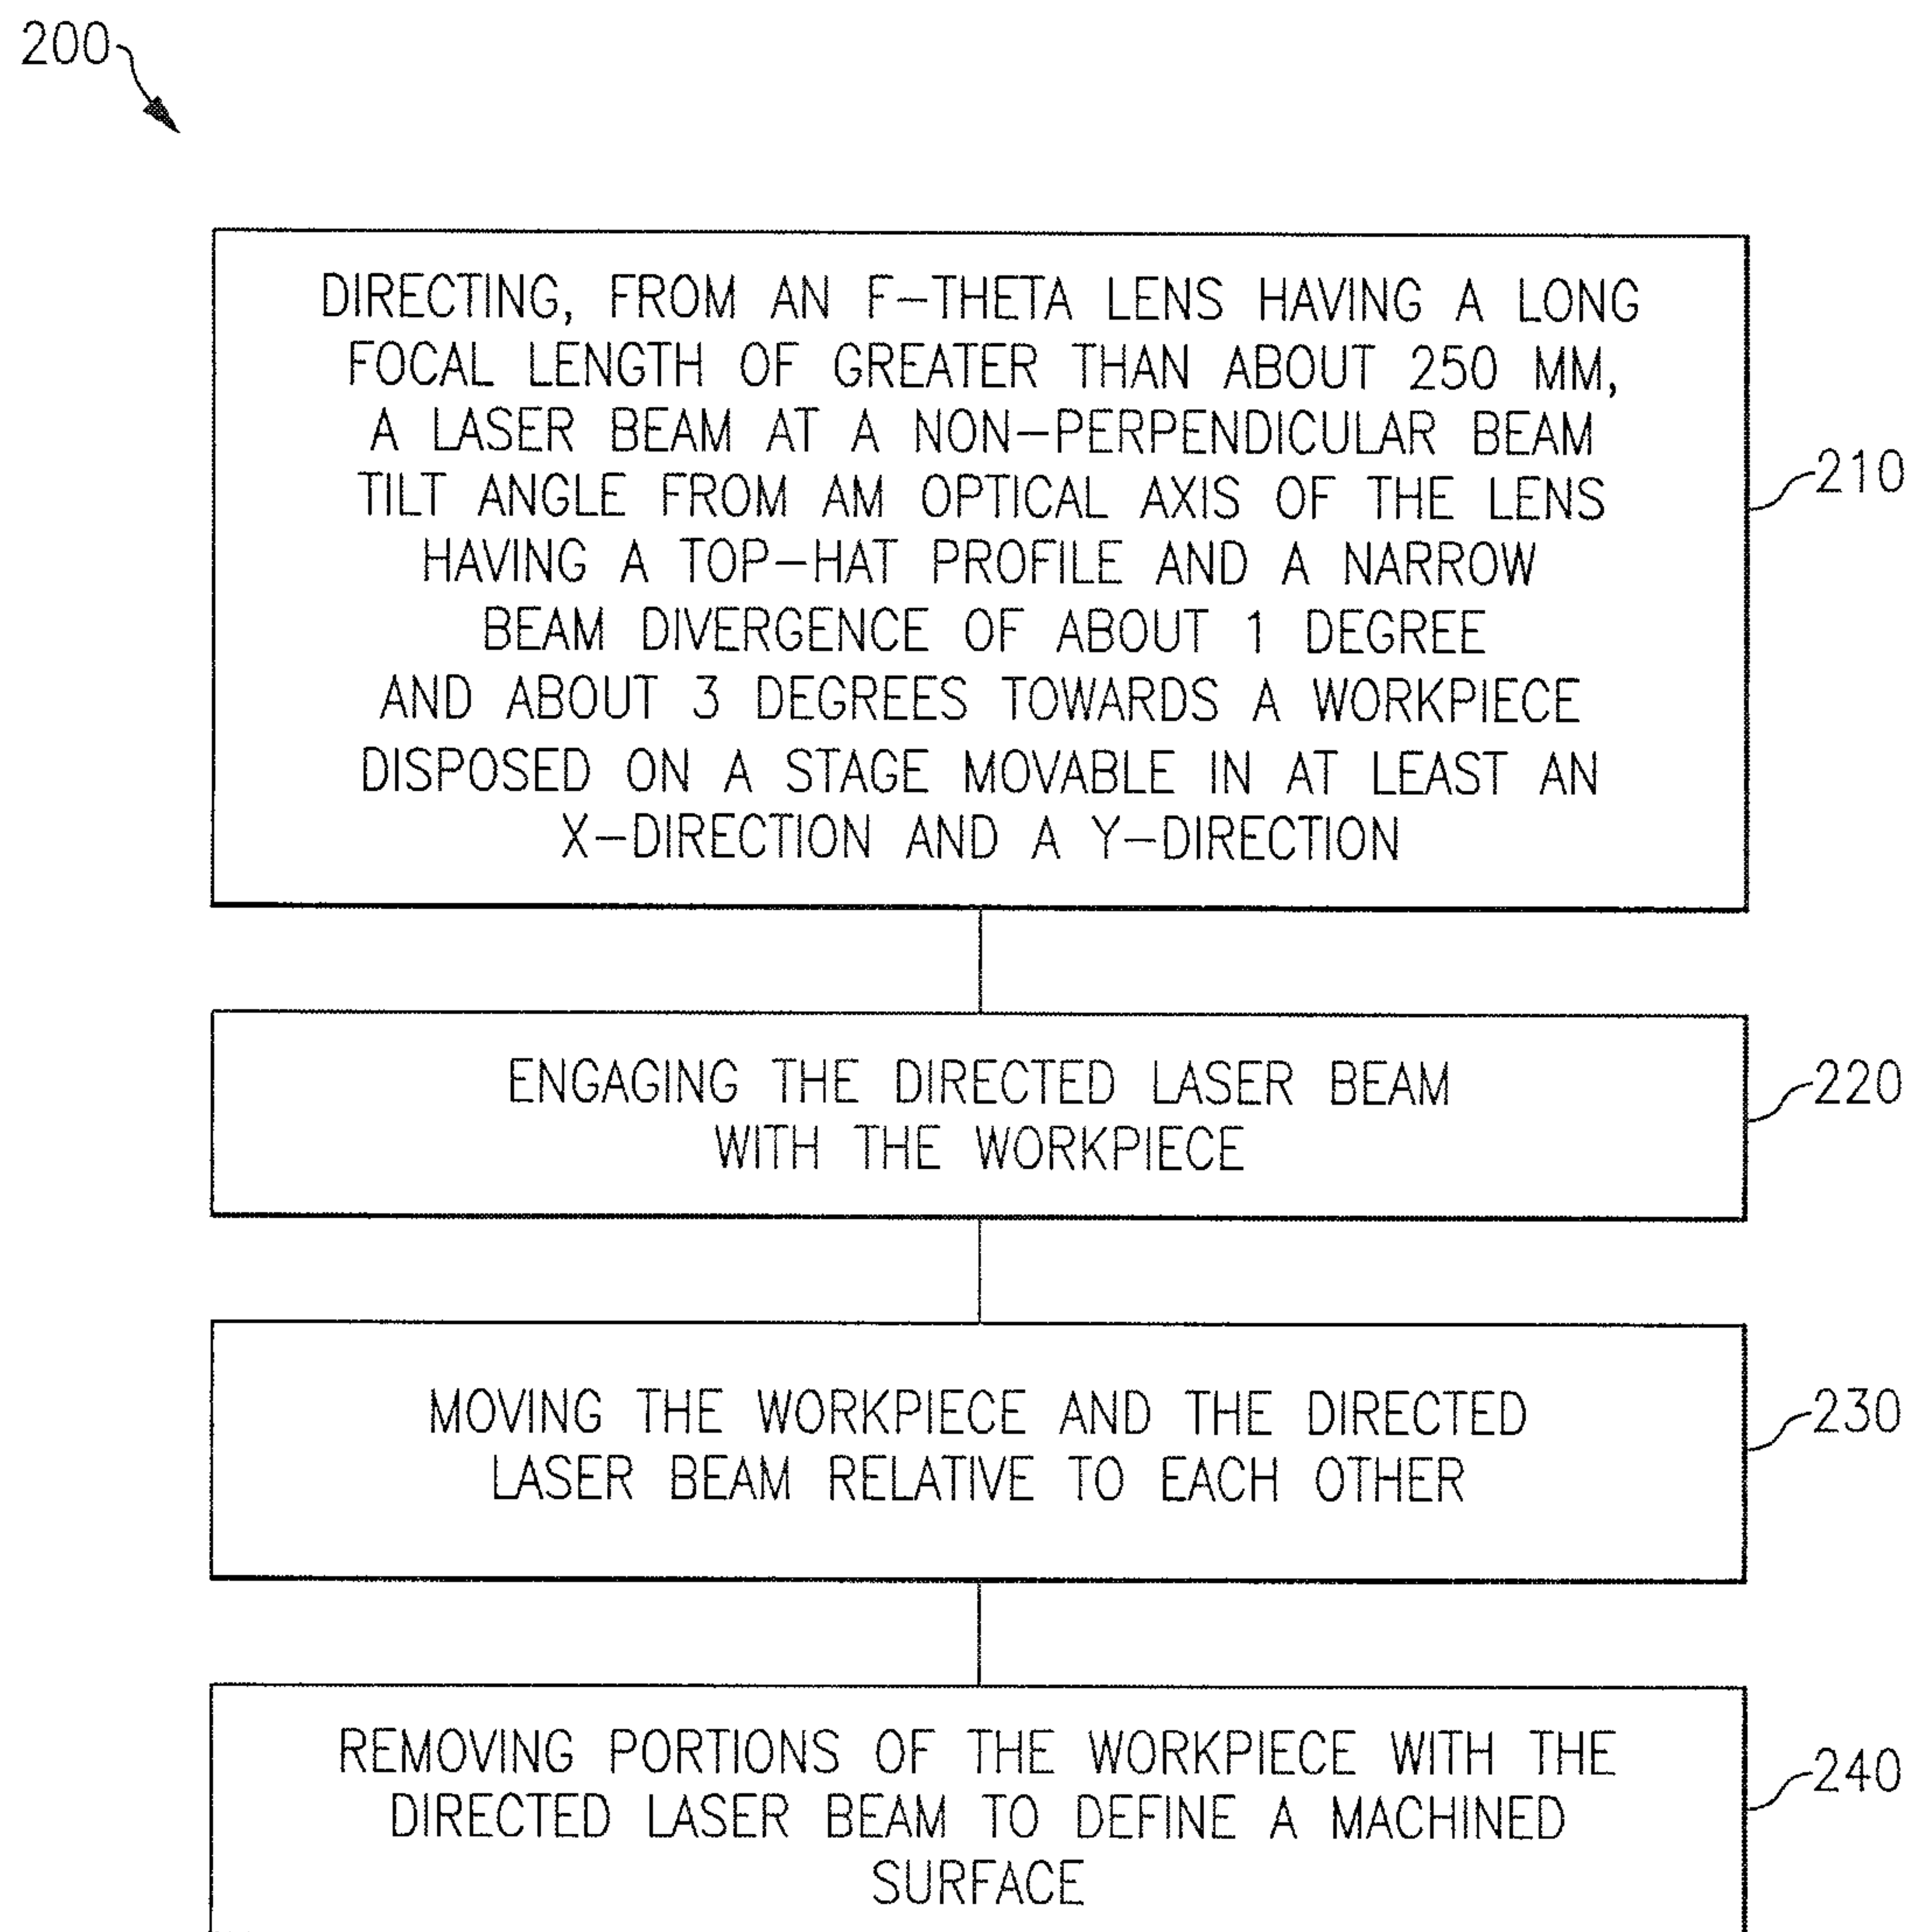 200
DIRECTING, FROM AN F-THETA LENS HAVING A LONG
FOCAL LENGTH OF GREATER THAN ABOUT 250 MM,
A LASER BEAM AT A NON-PERPENDICULAR BEAM
TILT ANGLE FROM AM OPTICAL AXIS OF THE LENS
HAVING A TOP-HAT PROFILE AND A NARROW
BEAM DIVERGENCE OF ABOUT 1 DEGREE
AND ABOUT 3 DEGREES TOWARDS A WORKPIECE
DISPOSED ON A STAGE MOVABLE IN AT LEAST AN
X-DIRECTION AND A Y-DIRECTION
210
ENGAGING THE DIRECTED LASER BEAM
WITH THE WORKPIECE
220
MOVING THE WORKPIECE AND THE DIRECTED
LASER BEAM RELATIVE TO EACH OTHER
230
REMOVING PORTIONS OF THE WORKPIECE WITH THE
DIRECTED LASER BEAM TO DEFINE A MACHINED
SURFACE
240